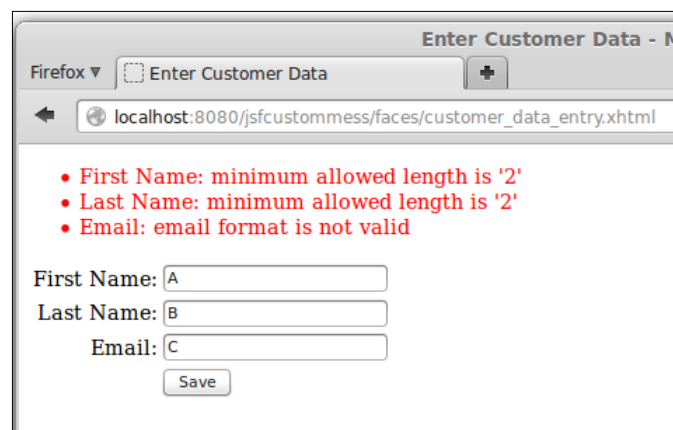 Enter Customer Data -
Firefox
Enter Customer Data
localhost:8080/jsfcustommess/faces/customer_data_entry.xhtml
• First Name: minimum allowed length is '2'
• Last Name: minimum allowed length is '2'
• Email: email format is not valid
First Name: A
Last Name: B
Email: C
Save